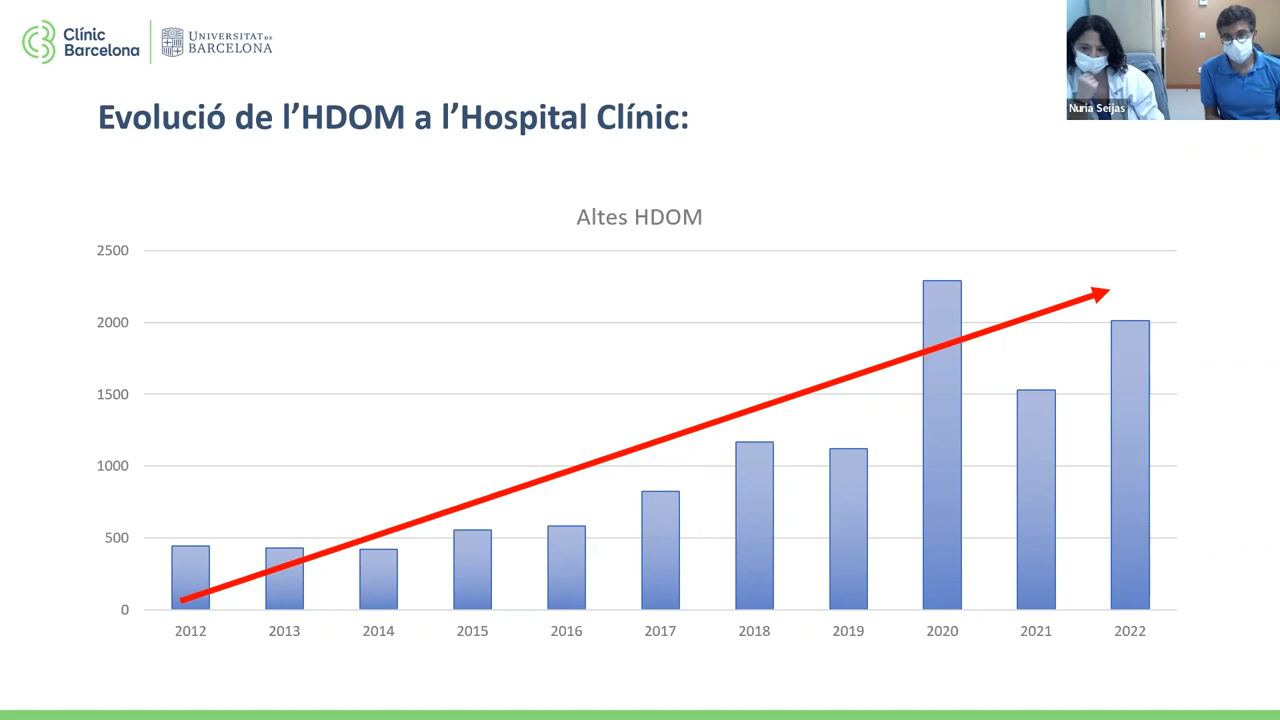 Clínic
Barcelona
UNIVERSITAT DE
BARCELONA
Nuria Seijas
Evolució de l’HDOM a l’Hospital Clínic:
Altes HDOM
2500
2000
1500
1000
500
0
2012 2013 2014 2015 2016 2017 2018 2019 2020 2021 2022